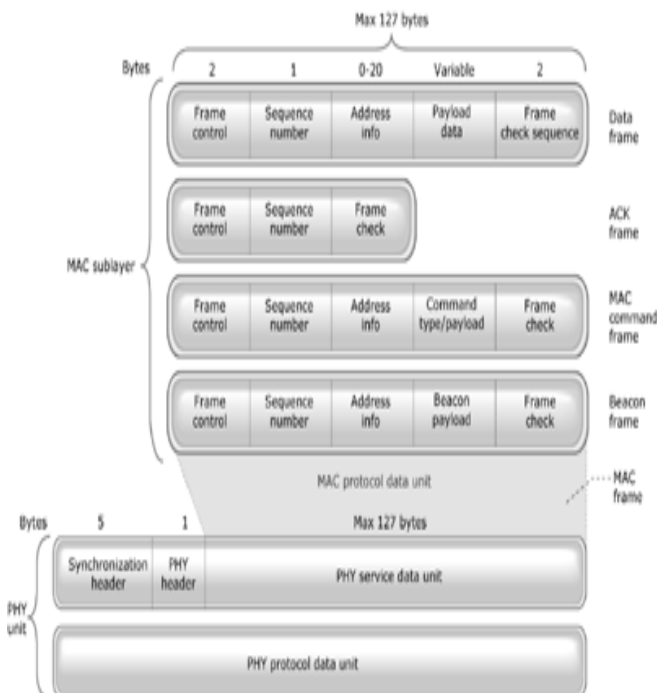 Max 127 bytes
Bytes 2 1 0-20 Variable 2
Frame control Sequence number Address info Payload data Frame check sequence
Data frame
Frame control Sequence number Frame check
ACK frame
MAC sublayer
Frame control Sequence number Address info Command type/payload Frame check
MAC command frame
Frame control Sequence number Address info Beacon payload Frame check
Beacon frame
MAC protocol data unit
MAC frame
Bytes 5 1 Max 127 bytes
Synchronization header PHY header PHY service data unit
PHY unit
PHY protocol data unit